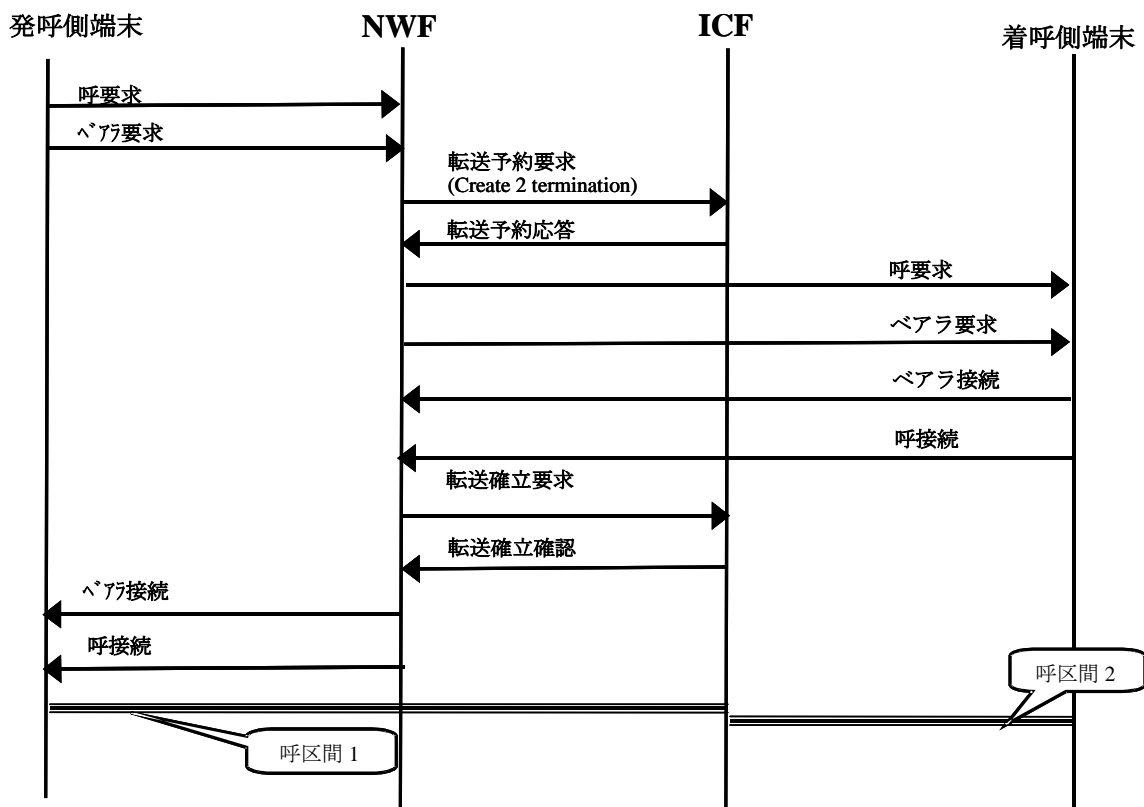 発呼側端末
NWF
ICF
着呼側端末
呼要求
ﾍﾞｱﾗ要求
転送予約要求
(Create 2 termination)
転送予約応答
呼要求
ベアラ要求
ベアラ接続
呼接続
転送確立要求
転送確立確認
ﾍﾞｱﾗ接続
呼接続
呼区間 2
呼区間 1